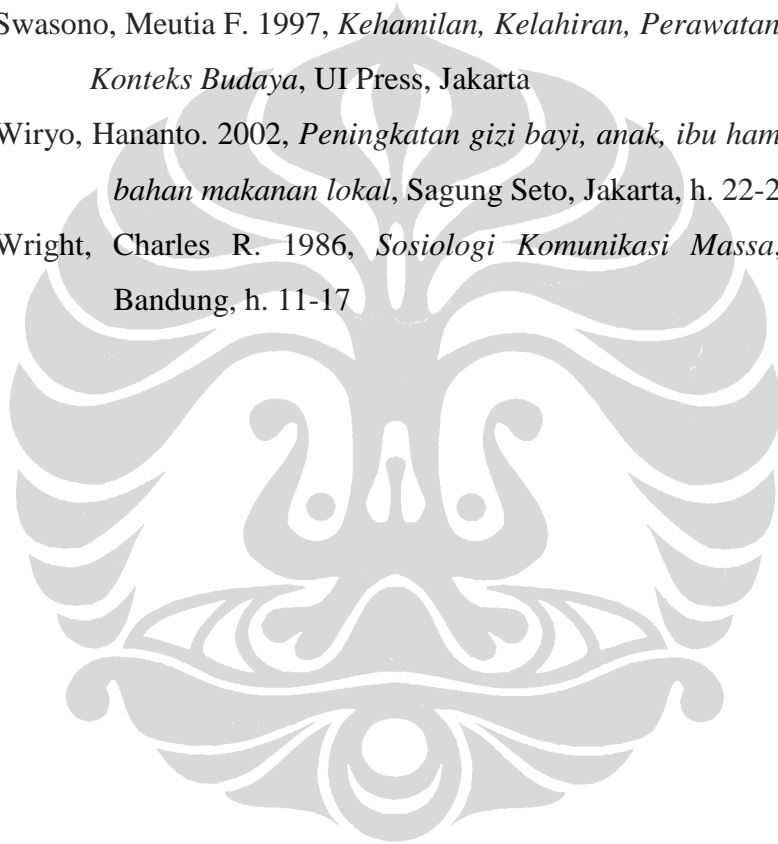 Swasono, Meutia F. 1997, Kehamilan, Kelahiran, Perawatan
Konteks Budaya, UI Press, Jakarta
Wiryo, Hananto. 2002, Peningkatan gizi bayi, anak, ibu ham
bahan makanan lokal, Sagung Seto, Jakarta, h. 22-2
Wright, Charles R. 1986, Sosiologi Komunikasi Massa,
Bandung, h. 11-17